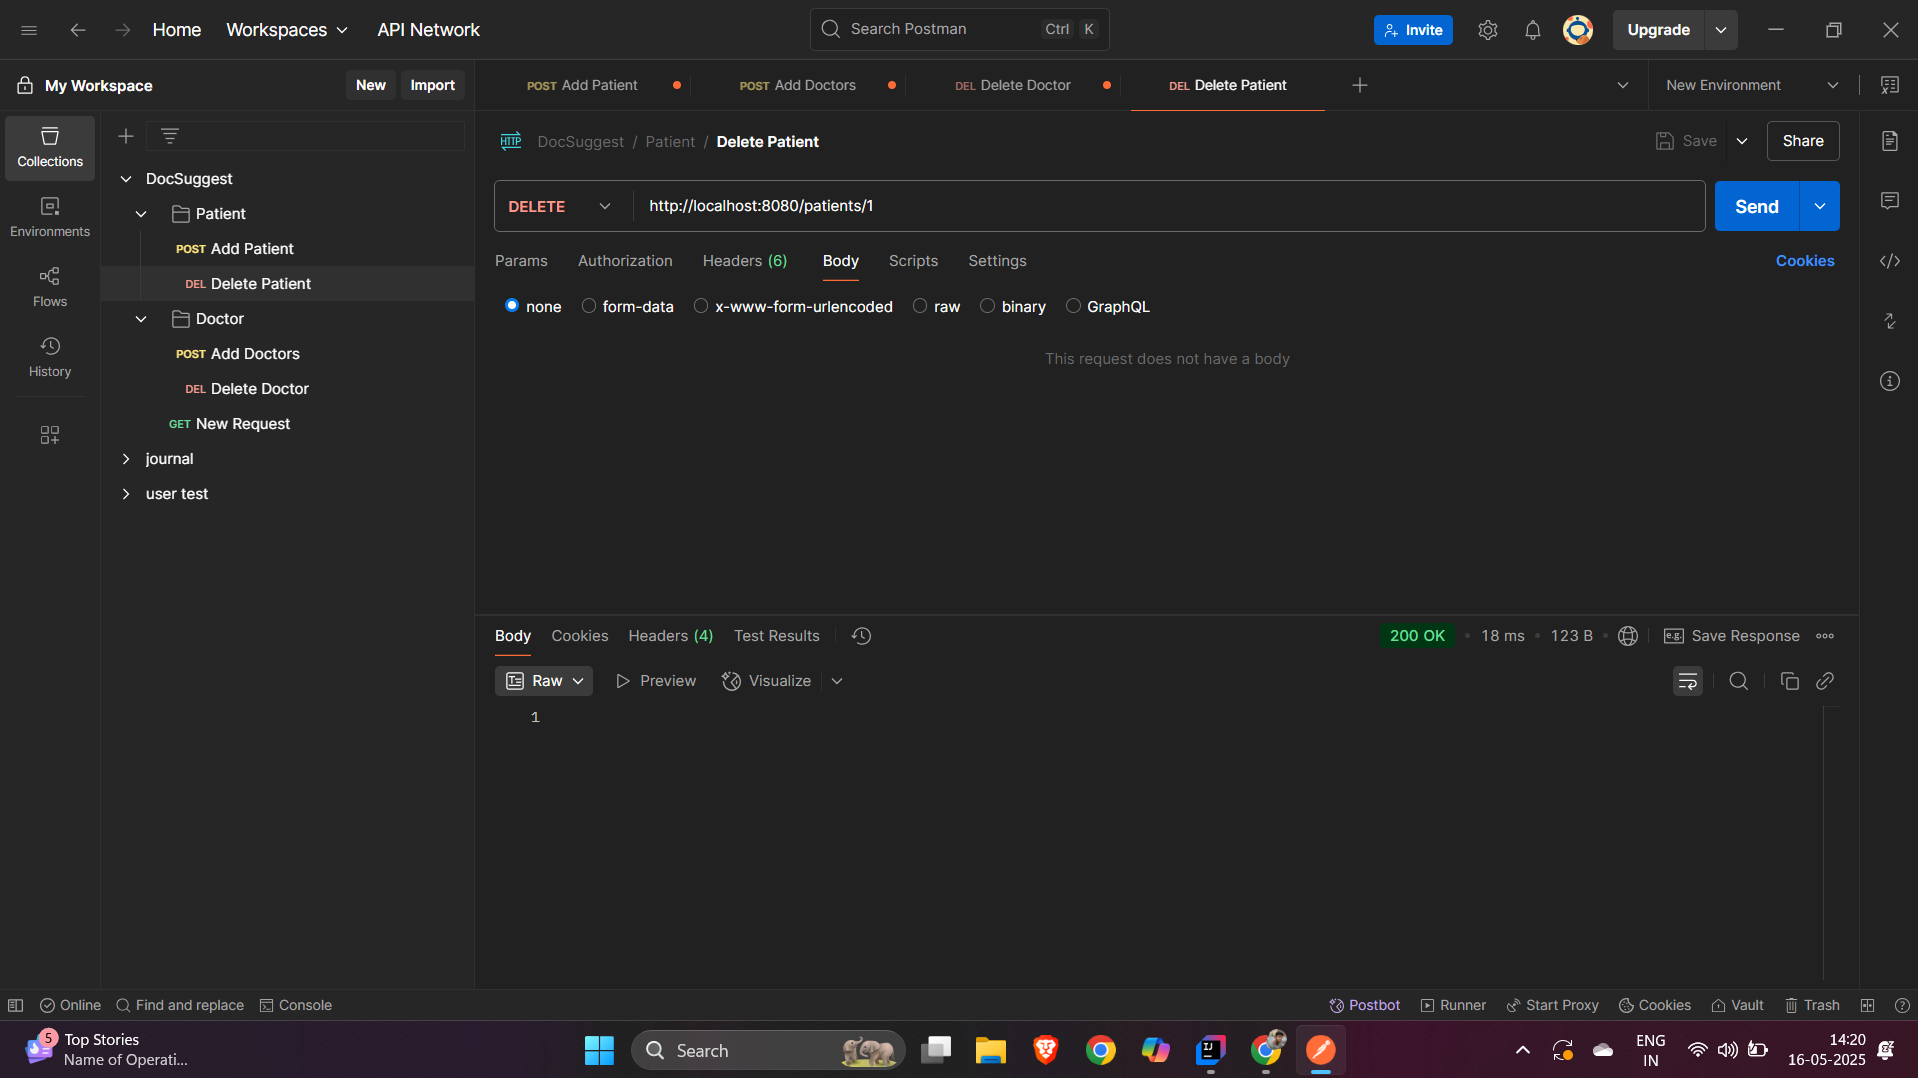 Home Workspaces API Network Search Postman Ctrl K Invite Upgrade
My Workspace New Import POST Add Patient POST Add Doctors DEL Delete Doctor DEL Delete Patient New Environment
Collections
Environments
Flows
History
DocSuggest
Patient
POST Add Patient
DEL Delete Patient
Doctor
POST Add Doctors
DEL Delete Doctor
GET New Request
journal
user test
HTTP DocSuggest / Patient / Delete Patient Save Share
DELETE http://localhost:8080/patients/1 Send
Params Authorization Headers (6) Body Scripts Settings Cookies
none form-data x-www-form-urlencoded raw binary GraphQL
This request does not have a body
Body Cookies Headers (4) Test Results 200 OK • 18 ms • 123 B • e.g. Save Response
Raw Preview Visualize
1
Online Find and replace Console Postbot Runner Start Proxy Cookies Vault Trash
5 Top Stories
Name of Operati...
Search
ENG
IN
14:20
16-05-2025